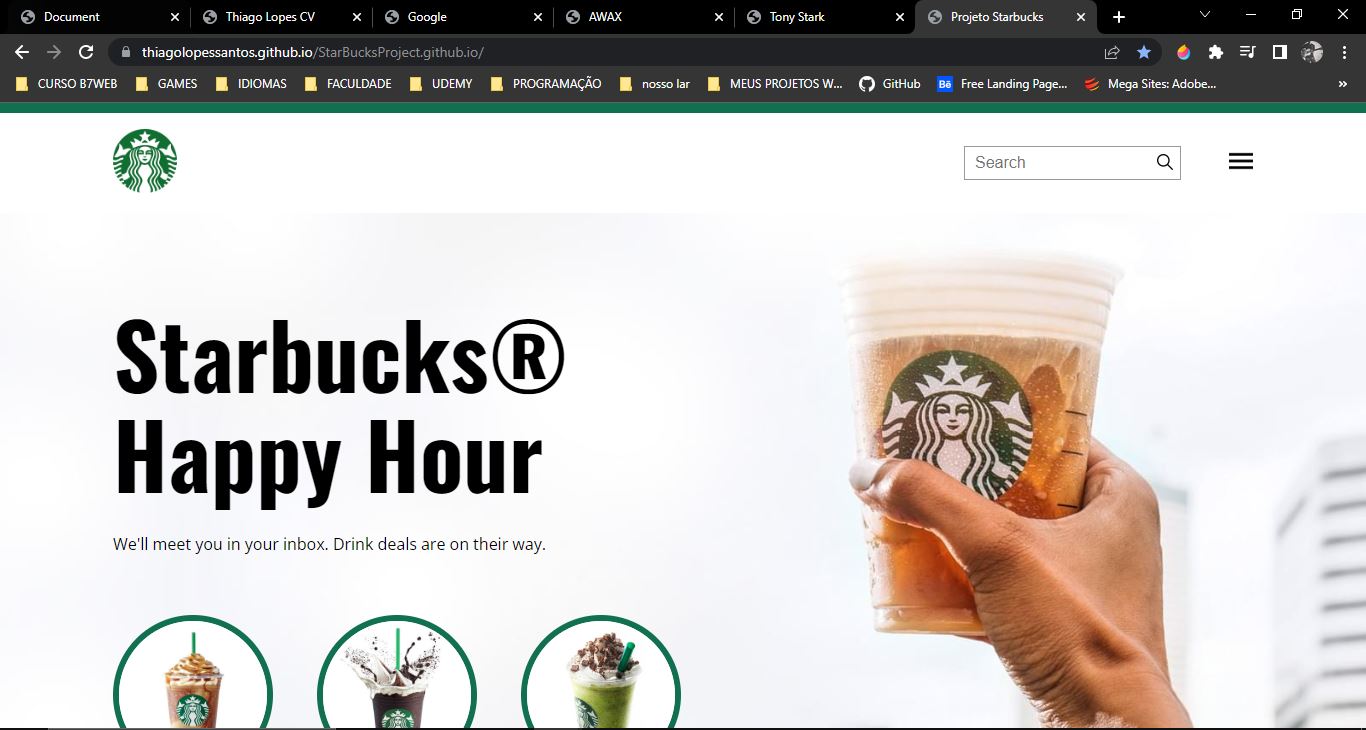 Document
Thiago Lopes CV
Google
AWAX
Tony Stark
Projeto Starbucks
thiagolopessantos.github.io/StarBucksProject.github.io/
CURSO B7WEB
GAMES
IDIOMAS
FACULDADE
UDEMY
PROGRAMAÇÃO
nosso lar
MEUS PROJETOS W...
GitHub
Bē Free Landing Page...
Mega Sites: Adobe...
»
Search
Starbucks®
Happy Hour
We'll meet you in your inbox. Drink deals are on their way.